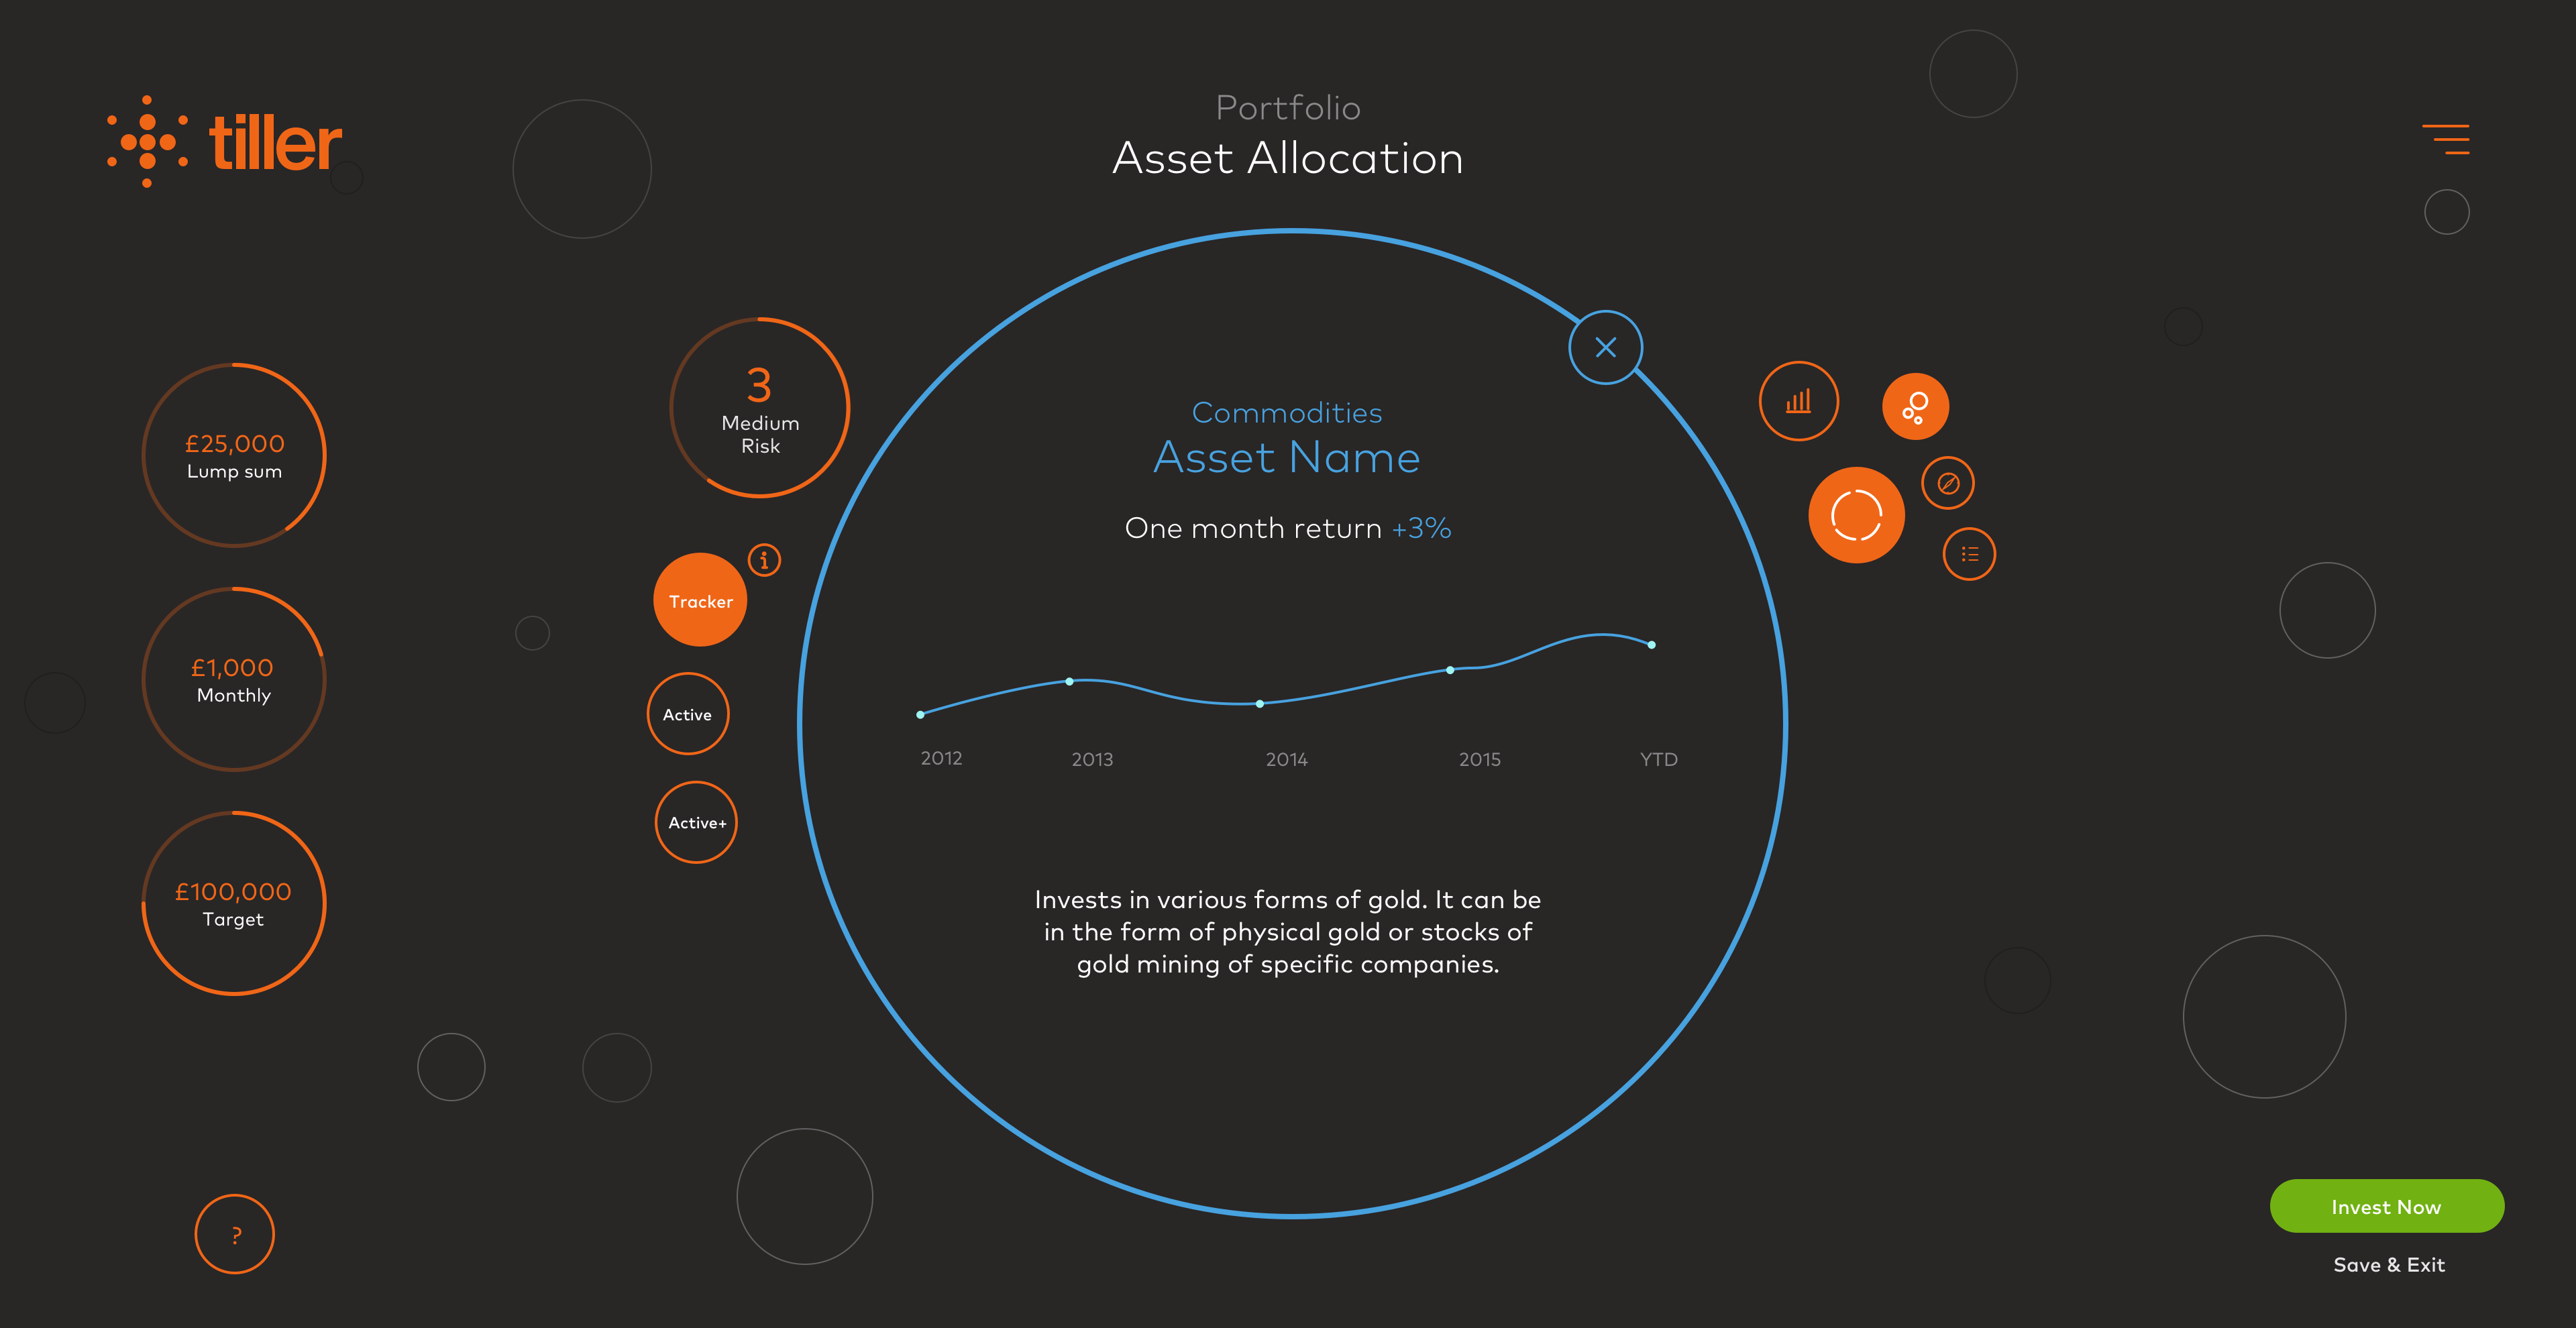 tiller
Portfolio
Asset Allocation
£25,000
Lump sum
£1,000
Monthly
£100,000
Target
?
3
Medium
Risk
i
Tracker
Active
Active+
Commodities
Asset Name
One month return +3%
2012 2013 2014 2015 YTD
Invests in various forms of gold. It can be
in the form of physical gold or stocks of
gold mining of specific companies.
Invest Now
Save & Exit